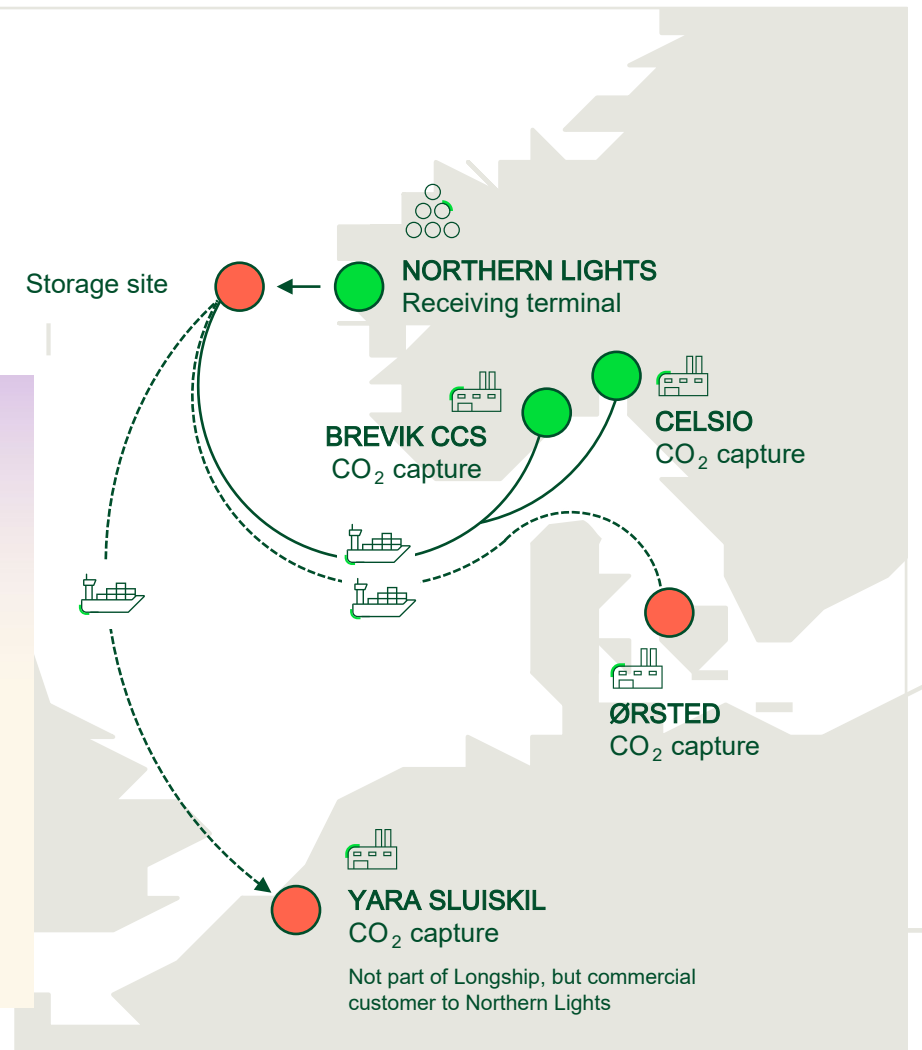 NORTHERN LIGHTS
Receiving terminal
Storage site
CELSIO
CO₂ capture
BREVIK CCS
CO₂ capture
ØRSTED
CO₂ capture
YARA SLUISKIL
CO₂ capture
Not part of Longship, but commercial
customer to Northern Lights